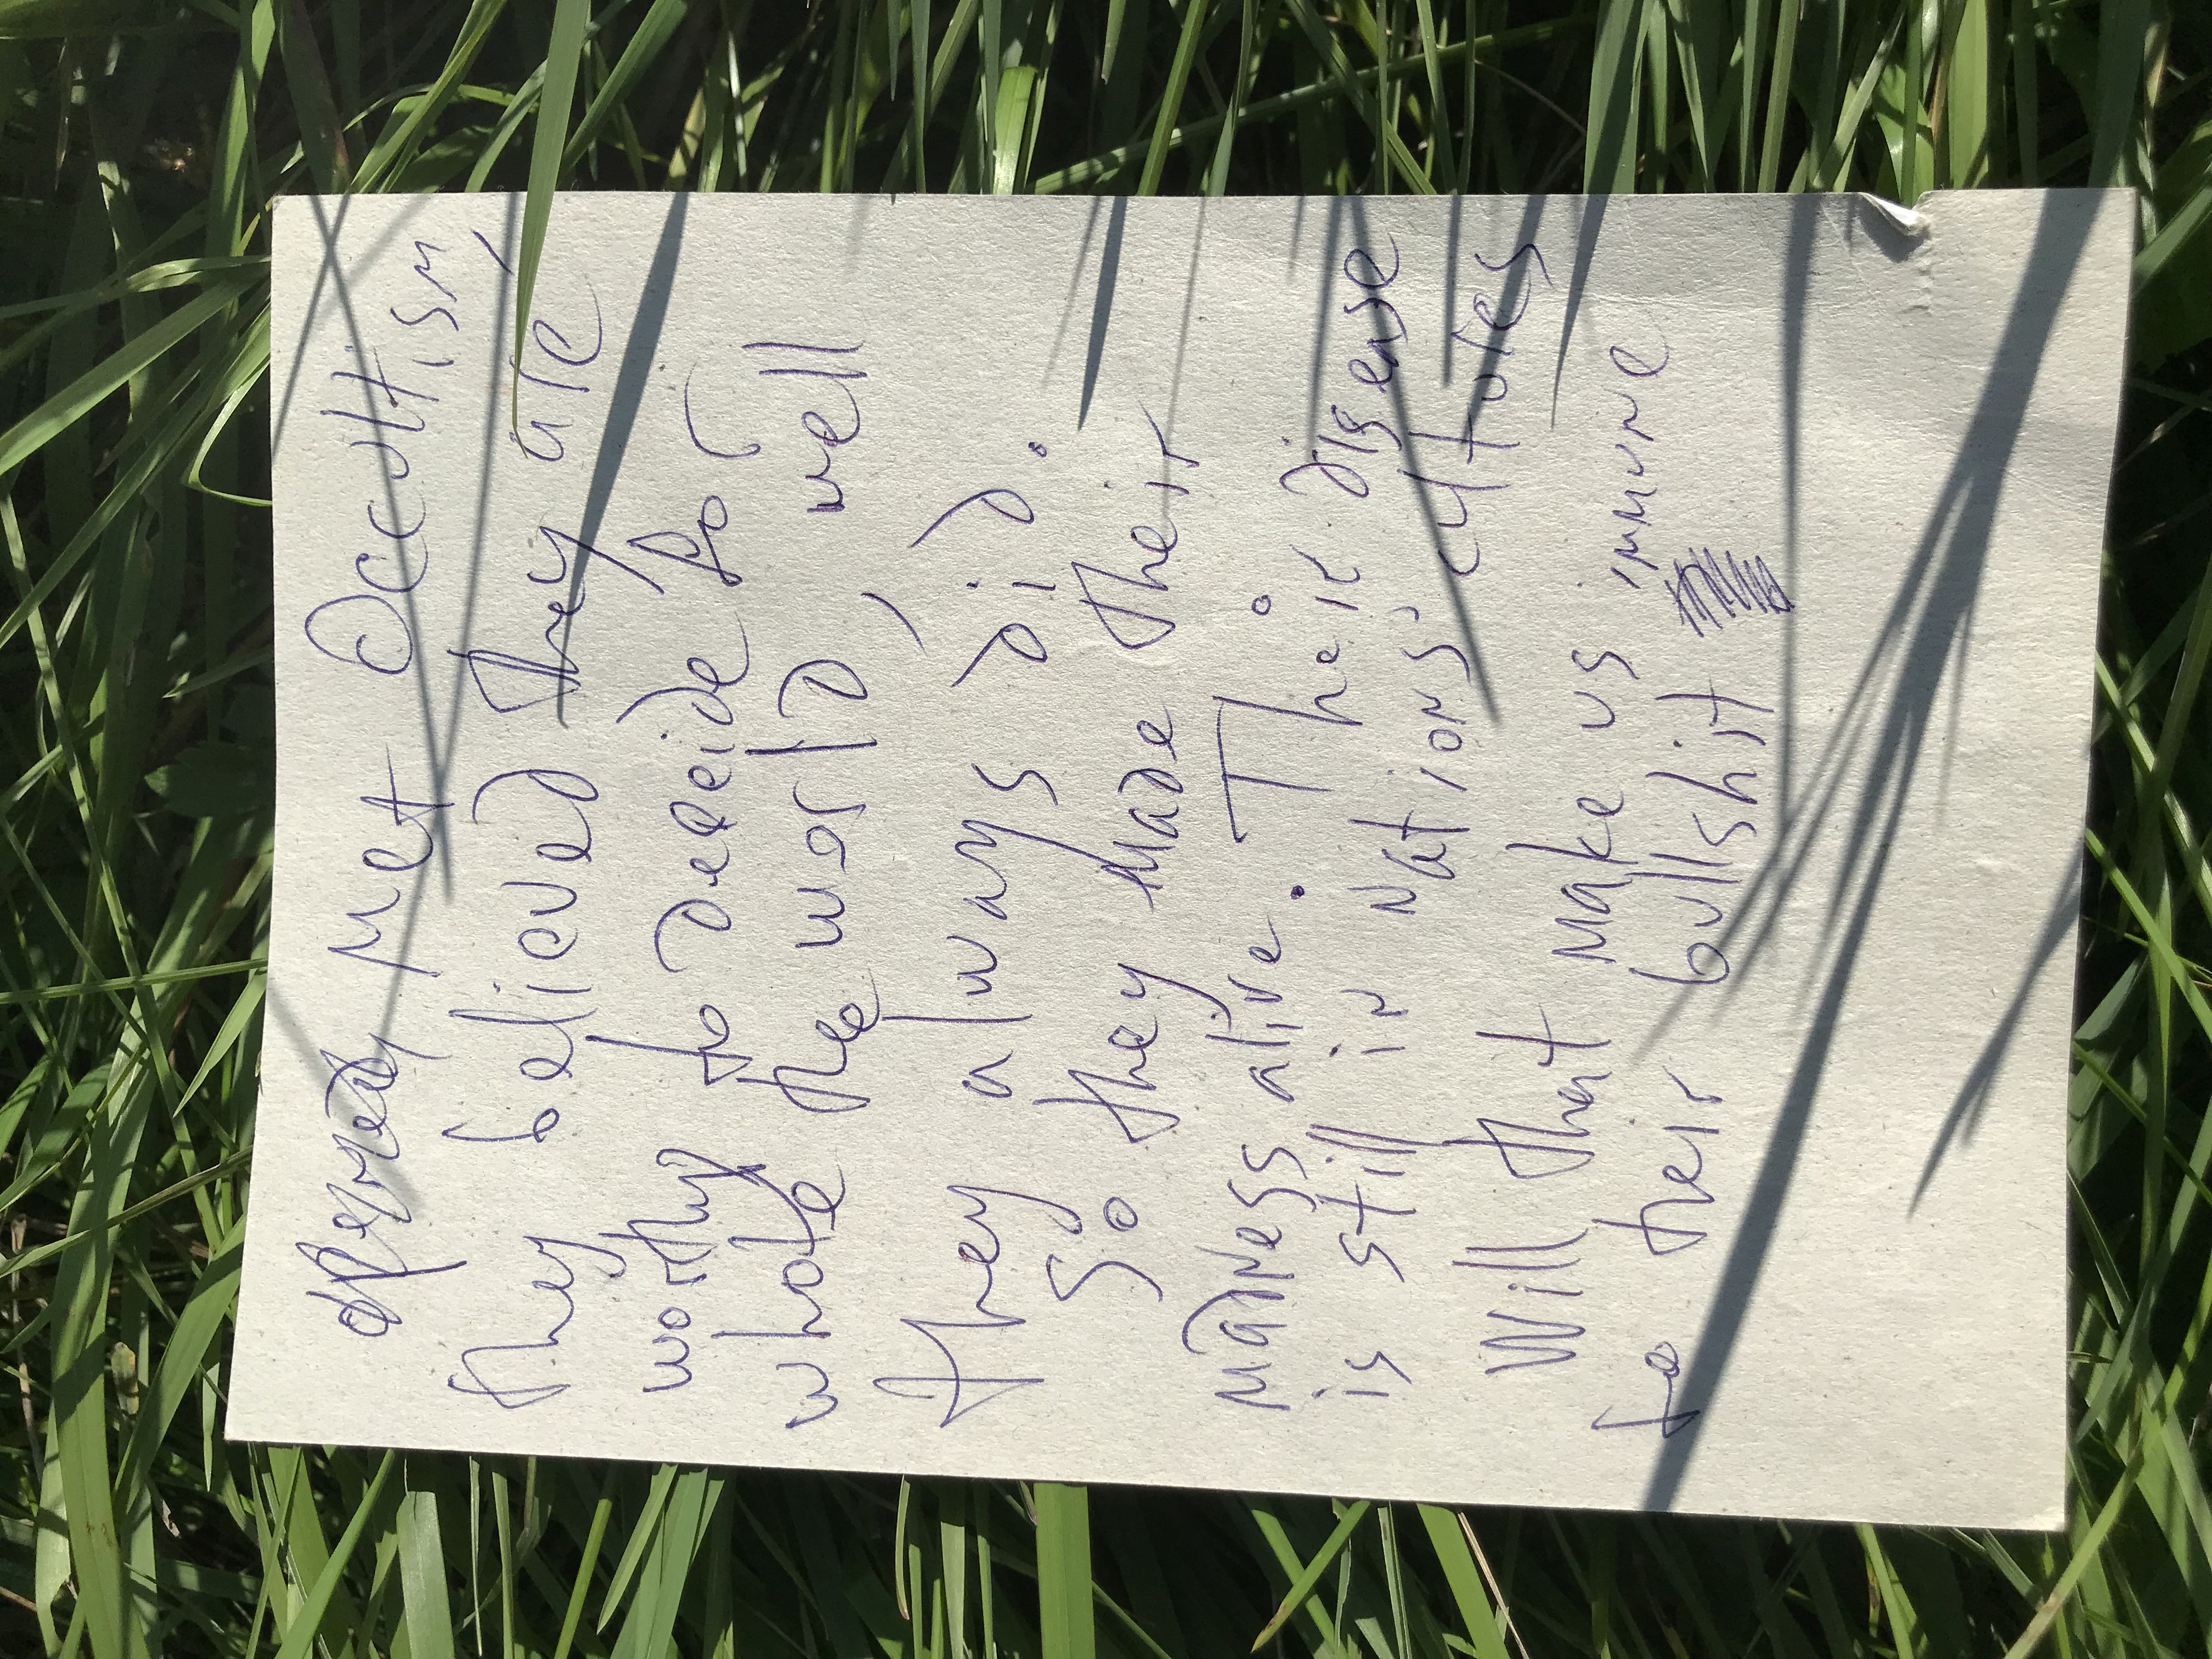 Met Occultism,
they believed they are
worthy to deceide for
whole the world, well
they always did.
So they made their
madness alive. Their disease
is still in nations' cultures
Will that make us immune
to their bullshit